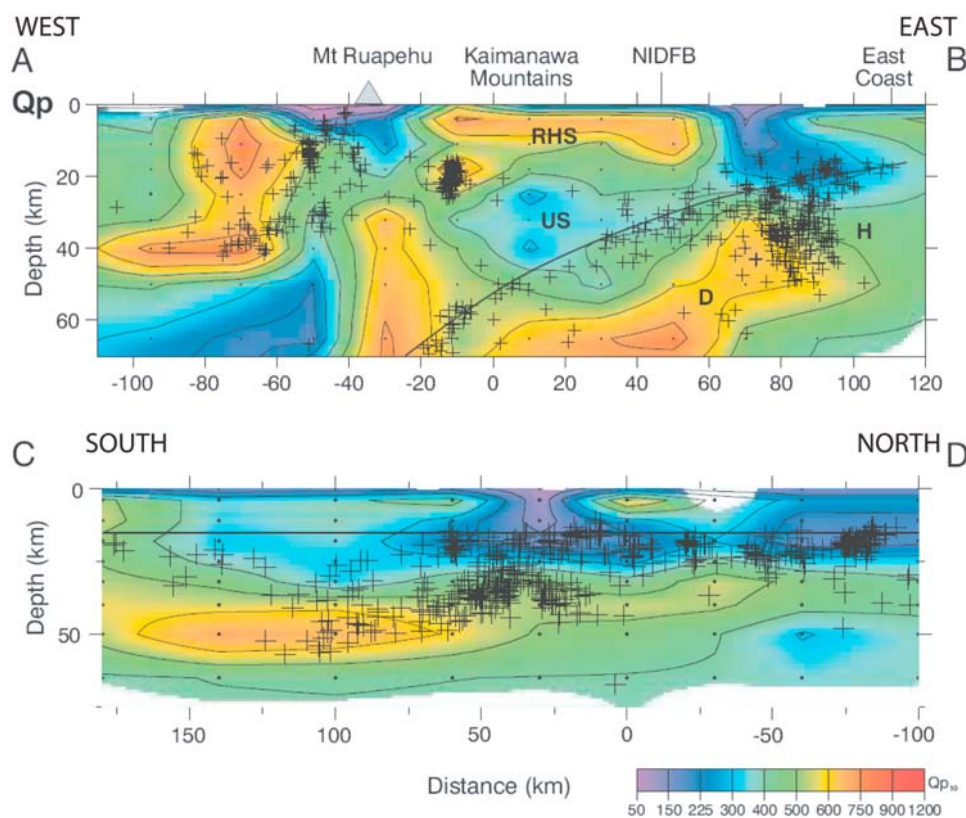 WEST EAST
A Mt Ruapehu Kaimanawa Mountains NIDFB East Coast B
Qp
0
20
40
60
Depth (km)
RHS
US
H
D
-100 -80 -60 -40 -20 0 20 40 60 80 100 120
C SOUTH NORTH D
0
50
Depth (km)
150 100 50 0 -50 -100
Distance (km)
Qp∞
50 150 225 300 400 500 600 750 900 1200